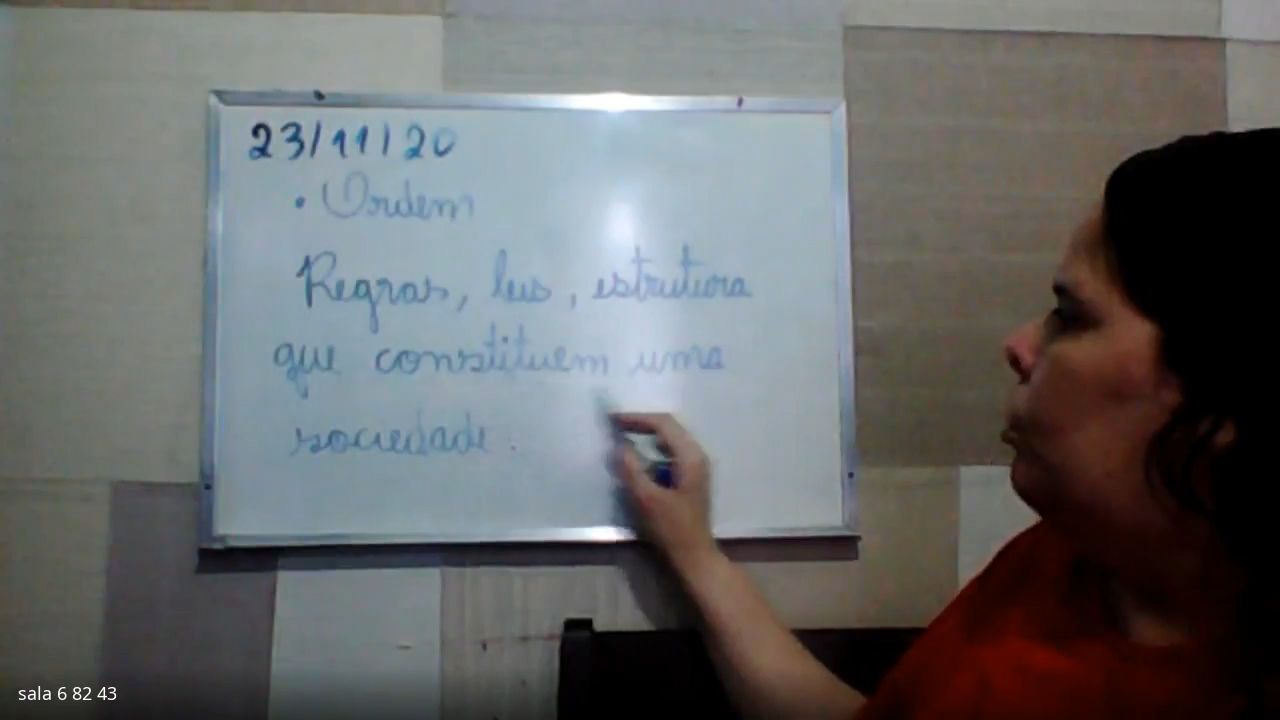 23/11/20
• Ordem
Regras, leis, estrutura
que constituem uma
sociedade.
sala 6 82 43